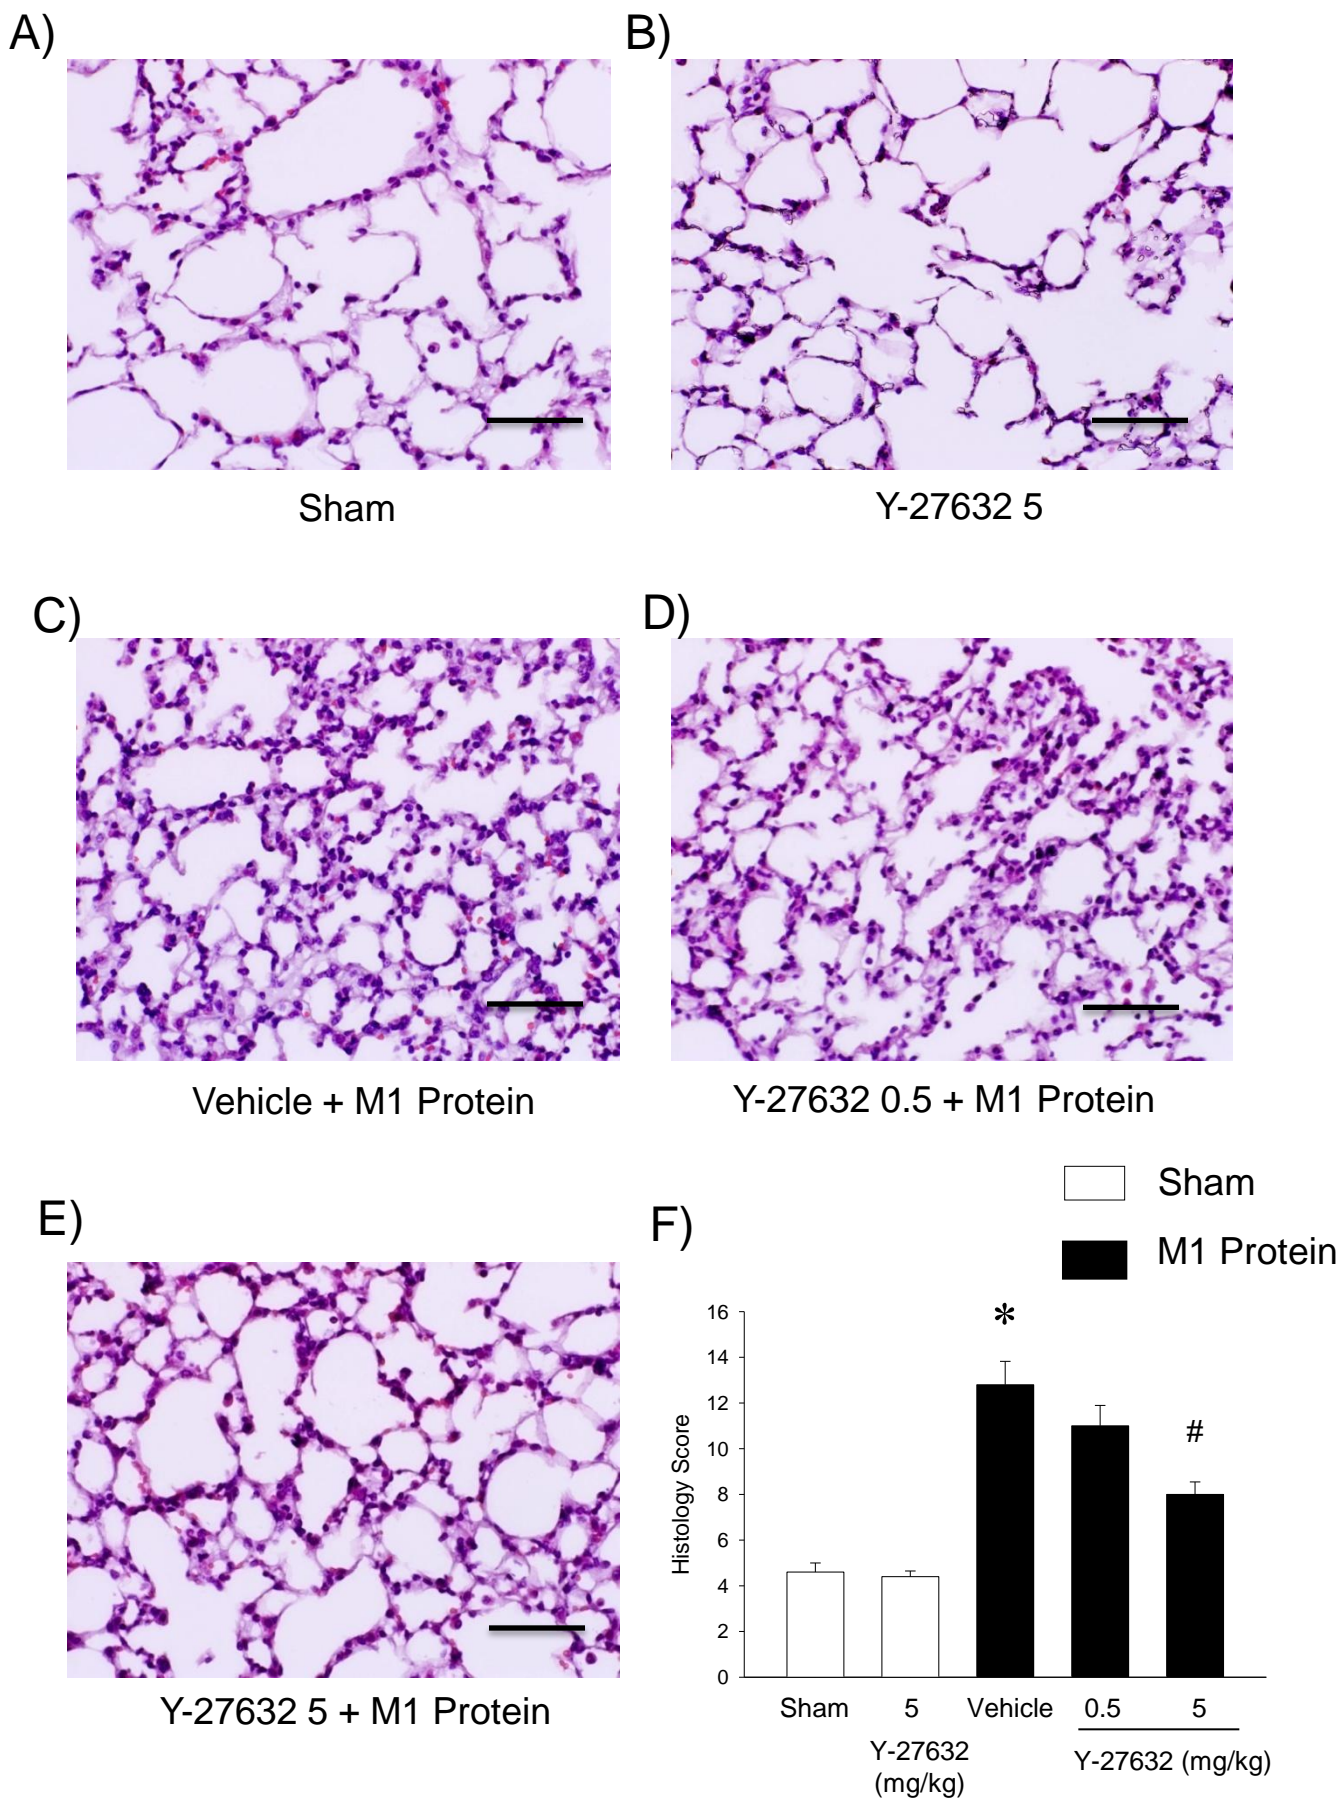 A)
B)
Sham
Y-27632 5
C)
D)
Vehicle + M1 Protein
Y-27632 0.5 + M1 Protein
E)
F)
Sham
M1 Protein
16
14
12
10
8
6
4
2
0
Histology Score
*
#
Sham
5
Vehicle
0.5
5
Y-27632
(mg/kg)
Y-27632 (mg/kg)
Y-27632 5 + M1 Protein